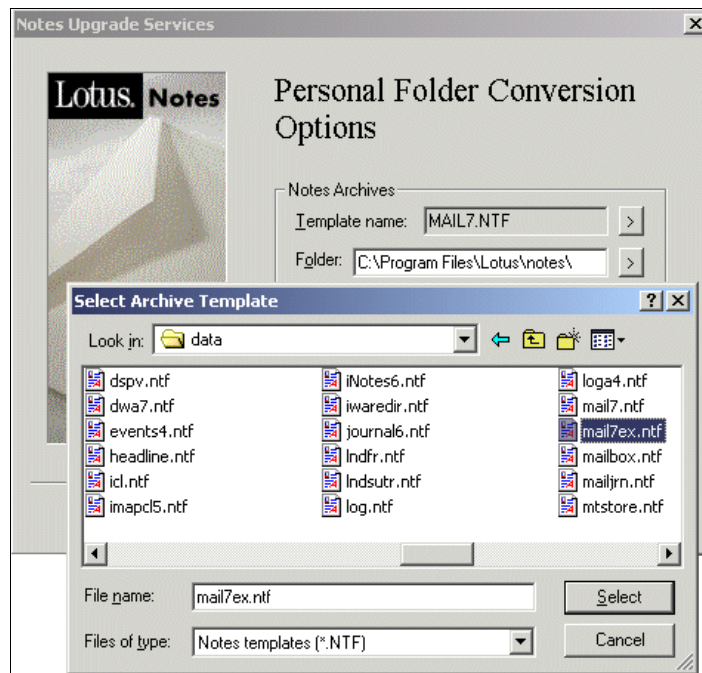 Notes Upgrade Services
Lotus. Notes
Personal Folder Conversion
Options
Notes Archives
Template name: MAIL7.NTF >
Folder: C:\Program Files\Lotus\notes\ >
Select Archive Template
Look in: data
dspv.ntf
dwa7.ntf
events4.ntf
headline.ntf
icl.ntf
imapcl5.ntf
iNotes6.ntf
iwaredir.ntf
journal6.ntf
lndfr.ntf
lndsutr.ntf
log.ntf
loga4.ntf
mail7.ntf
mail7ex.ntf
mailbox.ntf
mailjrn.ntf
mtstore.ntf
File name: mail7ex.ntf
Select
Files of type: Notes templates (*.NTF)
Cancel